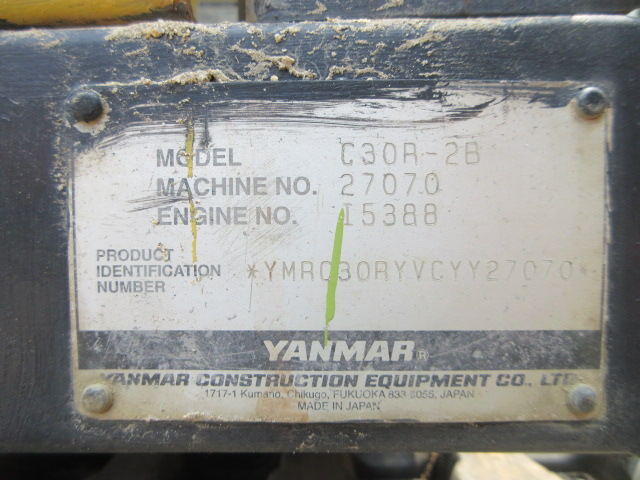 MODEL C30R-2B
MACHINE NO. 27070
ENGINE NO. I5388
PRODUCT
IDENTIFICATION *YMRC30RYVCYY27070*
NUMBER
YANMAR®
YANMAR CONSTRUCTION EQUIPMENT CO., LTD.
1717-1 Kumano, Chikugo, FUKUOKA 833-0055, JAPAN
MADE IN JAPAN